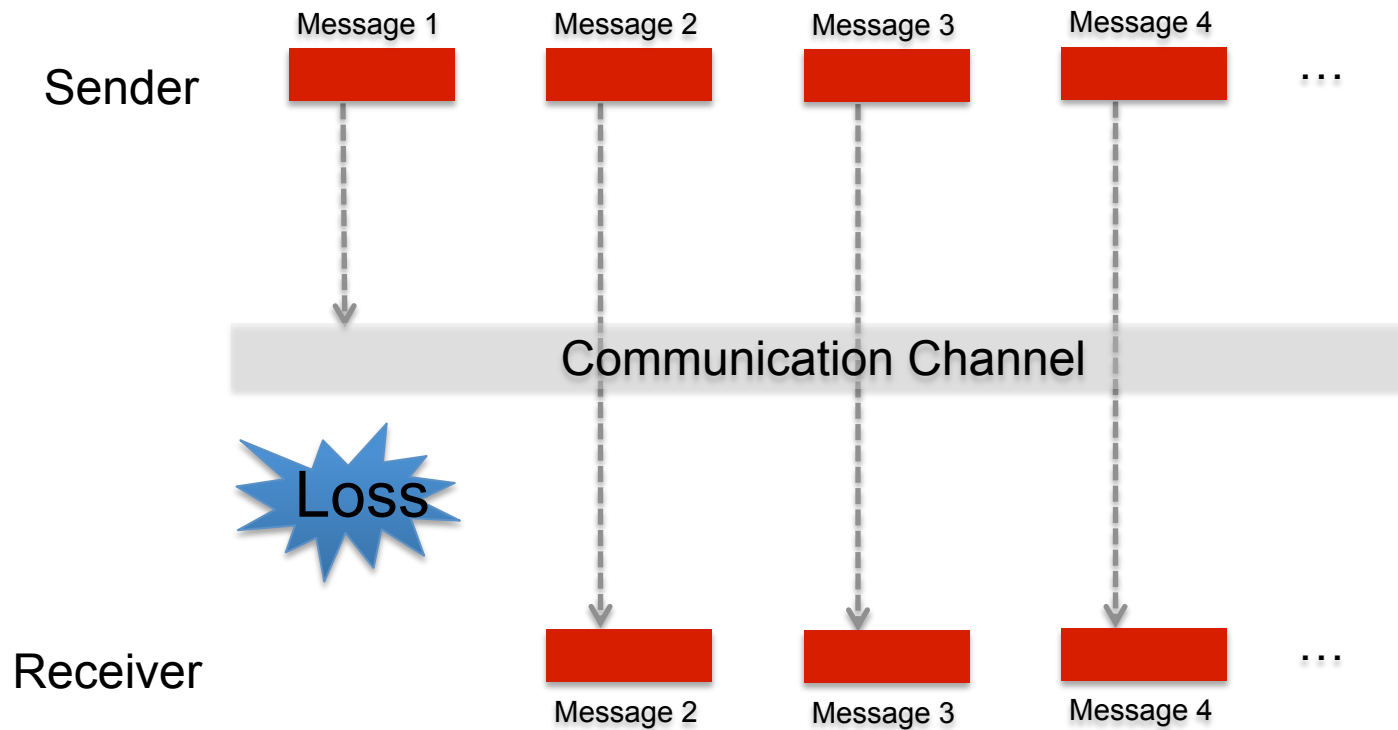 Message 1
Message 2
Message 3
Message 4
Sender
…
Communication Channel
Loss
Receiver
…
Message 2
Message 3
Message 4